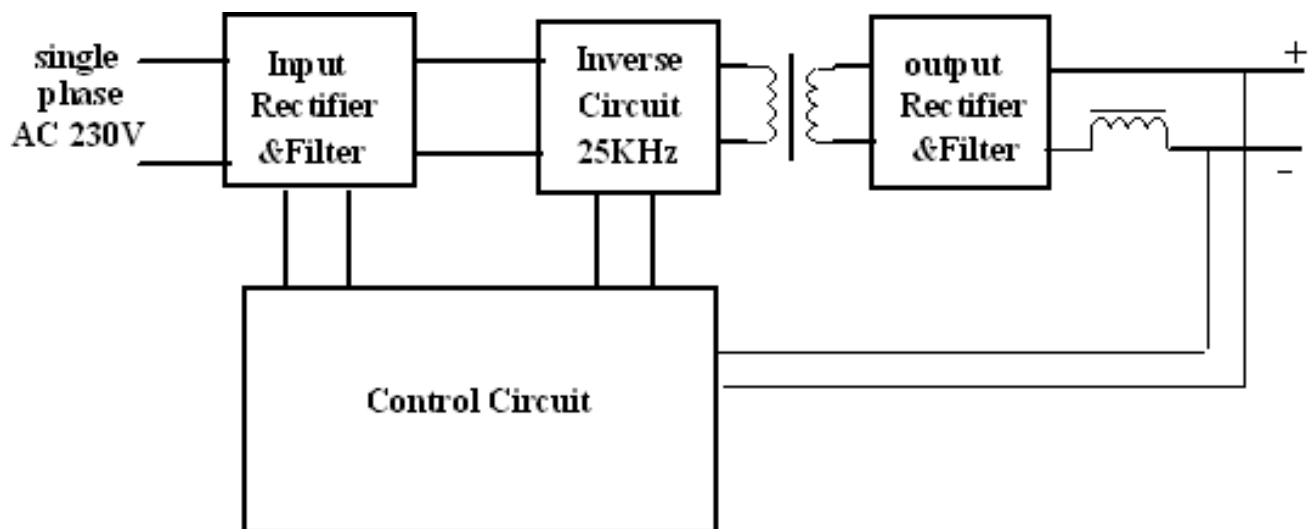 single
phase
AC 230V
Input
Rectifier
&Filter
Inverse
Circuit
25KHz
output
Rectifier
&Filter
+
-
Control Circuit